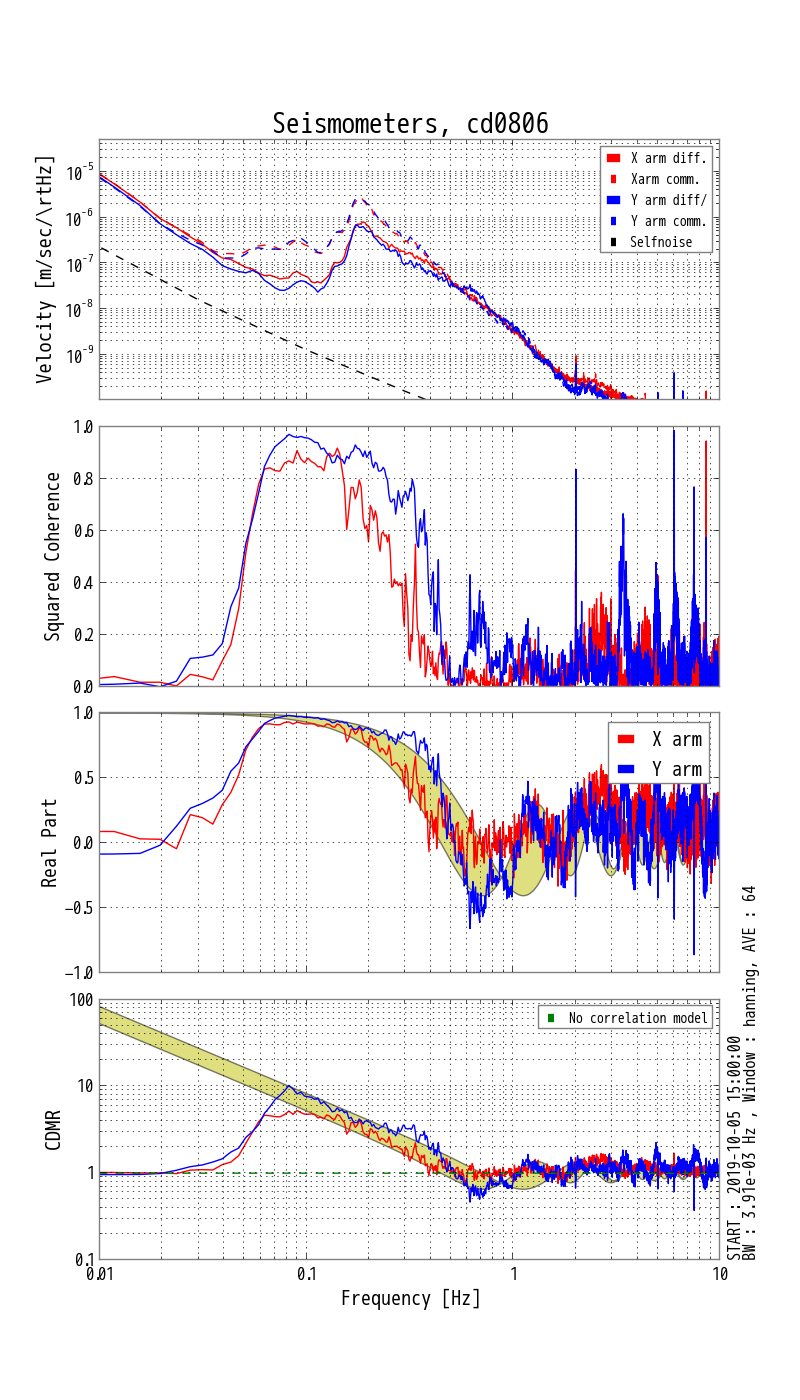 Seismometers, cd0806
Velocity [m/sec/\rtHz]
10⁻⁵
10⁻⁶
10⁻⁷
10⁻⁸
10⁻⁹
X arm diff.
Xarm comm.
Y arm diff/
Y arm comm.
Selfnoise
Squared Coherence
1.0
0.8
0.6
0.4
0.2
0.0
Real Part
1.0
0.5
0.0
−0.5
−1.0
X arm
Y arm
CDMR
100
10
1
0.1
No correlation model
0.01
0.1
1
10
Frequency [Hz]
START : 2019-10-05 15:00:00
BW : 3.91e-03 Hz , Window : hanning, AVE : 64